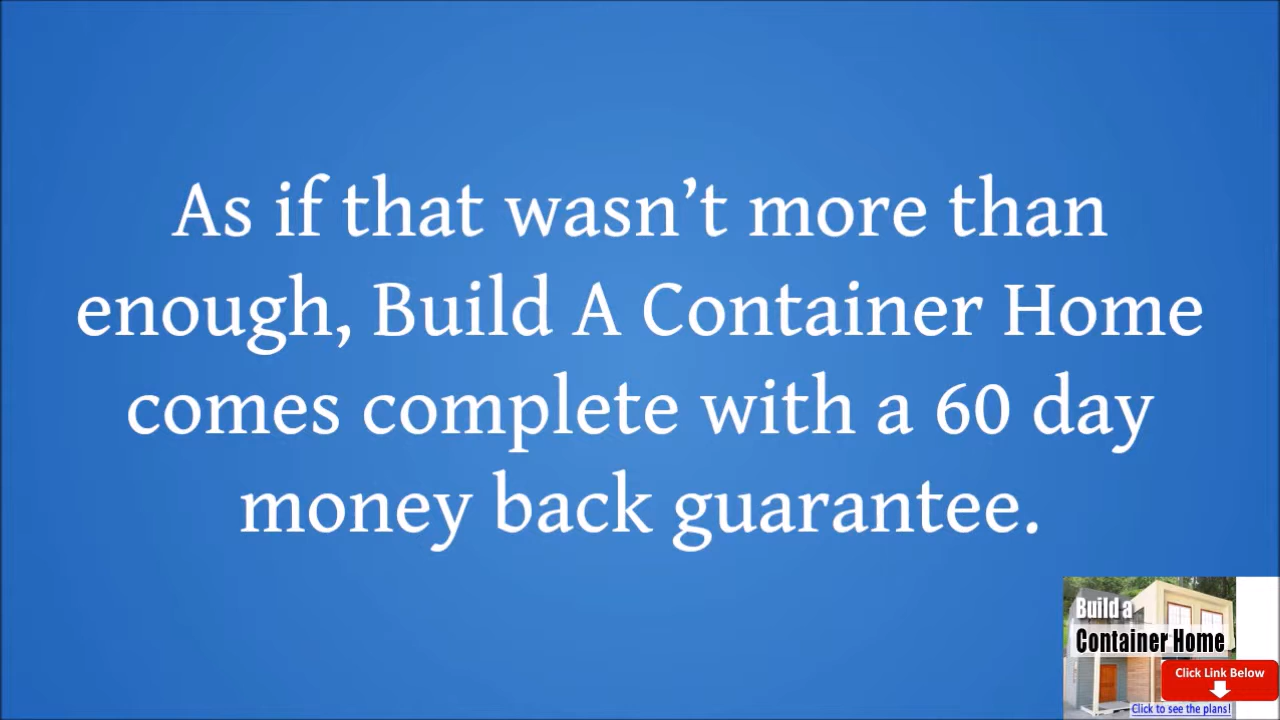 As if that wasn’t more than
enough, Build A Container Home
comes complete with a 60 day
money back guarantee.
Build a
Container Home
Click Link Below
Click to see the plans!